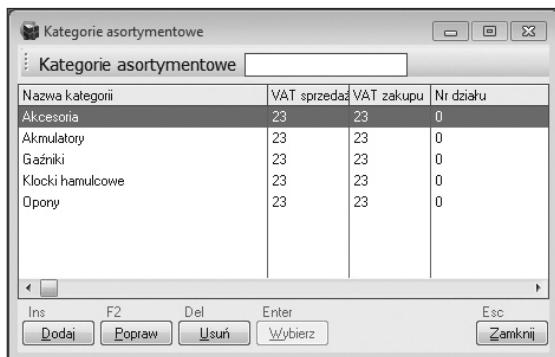 Kategorie asortymentowe
Kategorie asortymentowe
Nazwa kategorii VAT sprzedaż VAT zakupu Nr działu
Akcesoria 23 23 0
Akmulatory 23 23 0
Gaźniki 23 23 0
Klocki hamulcowe 23 23 0
Opony 23 23 0
Ins F2 Del Enter Esc
Dodaj Popraw Usuń Wybierz Zamknij